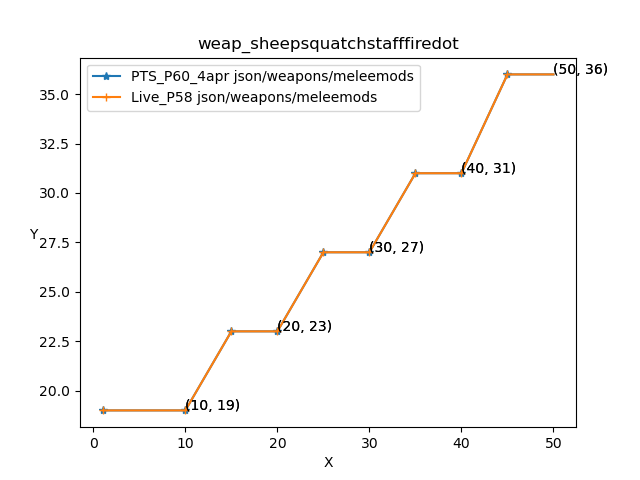 weap_sheepsquatchstafffiredot
PTS_P60_4apr json/weapons/meleemods
Live_P58 json/weapons/meleemods
(50, 36)
(40, 31)
(30, 27)
(20, 23)
(10, 19)
Y
35.0
32.5
30.0
27.5
25.0
22.5
20.0
0 10 20 30 40 50
X